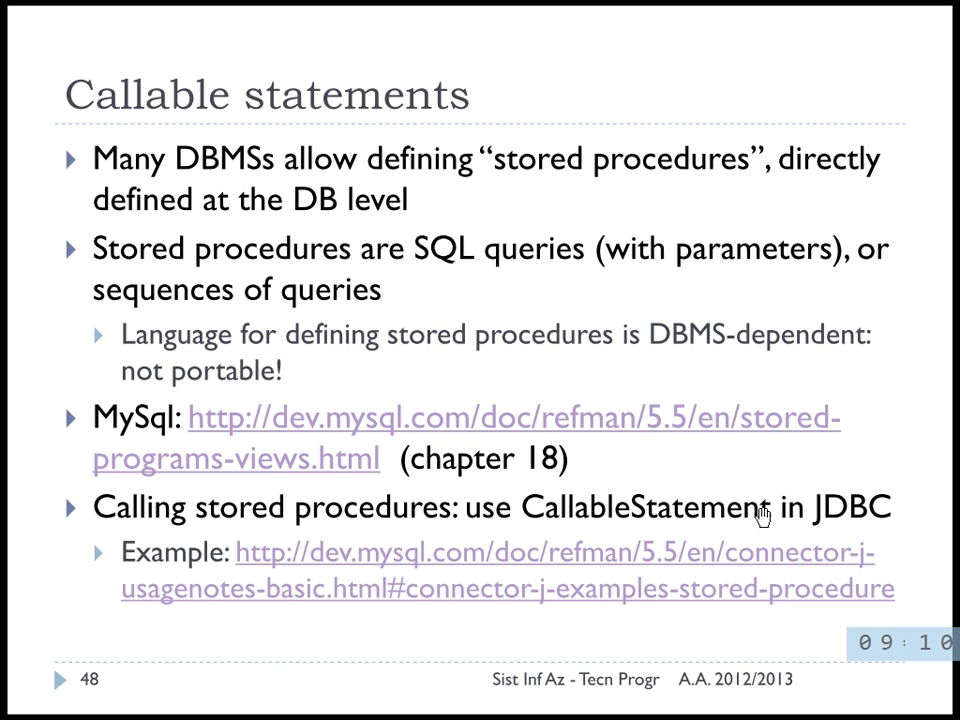 Callable statements
Many DBMSs allow defining “stored procedures”, directly
defined at the DB level
Stored procedures are SQL queries (with parameters), or
sequences of queries
Language for defining stored procedures is DBMS-dependent:
not portable!
MySql: http://dev.mysql.com/doc/refman/5.5/en/stored-
programs-views.html (chapter 18)
Calling stored procedures: use CallableStatement in JDBC
Example: http://dev.mysql.com/doc/refman/5.5/en/connector-j-
usagenotes-basic.html#connector-j-examples-stored-procedure
09:10
48 Sist Inf Az - Tecn Progr A.A. 2012/2013